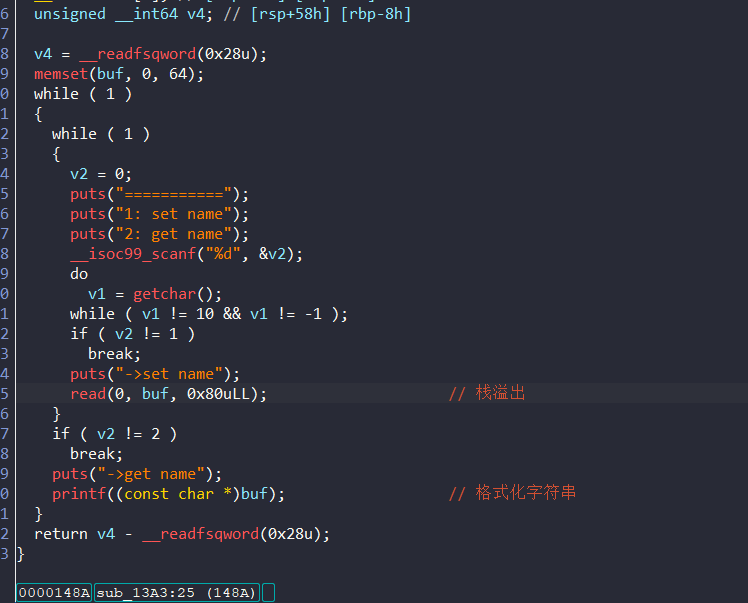 6 unsigned __int64 v4; // [rsp+58h] [rbp-8h]
7
8 v4 = __readfsqword(0x28u);
9 memset(buf, 0, 64);
0 while ( 1 )
1 {
2 while ( 1 )
3 {
4 v2 = 0;
5 puts("===========");
6 puts("1: set name");
7 puts("2: get name");
8 __isoc99_scanf("%d", &v2);
9 do
0 v1 = getchar();
1 while ( v1 != 10 && v1 != -1 );
2 if ( v2 != 1 )
3 break;
4 puts("->set name");
5 read(0, buf, 0x80uLL); // 栈溢出
6 }
7 if ( v2 != 2 )
8 break;
9 puts("->get name");
0 printf((const char *)buf); // 格式化字符串
1 }
2 return v4 - __readfsqword(0x28u);
3 }
0000148A sub_13A3:25 (148A)